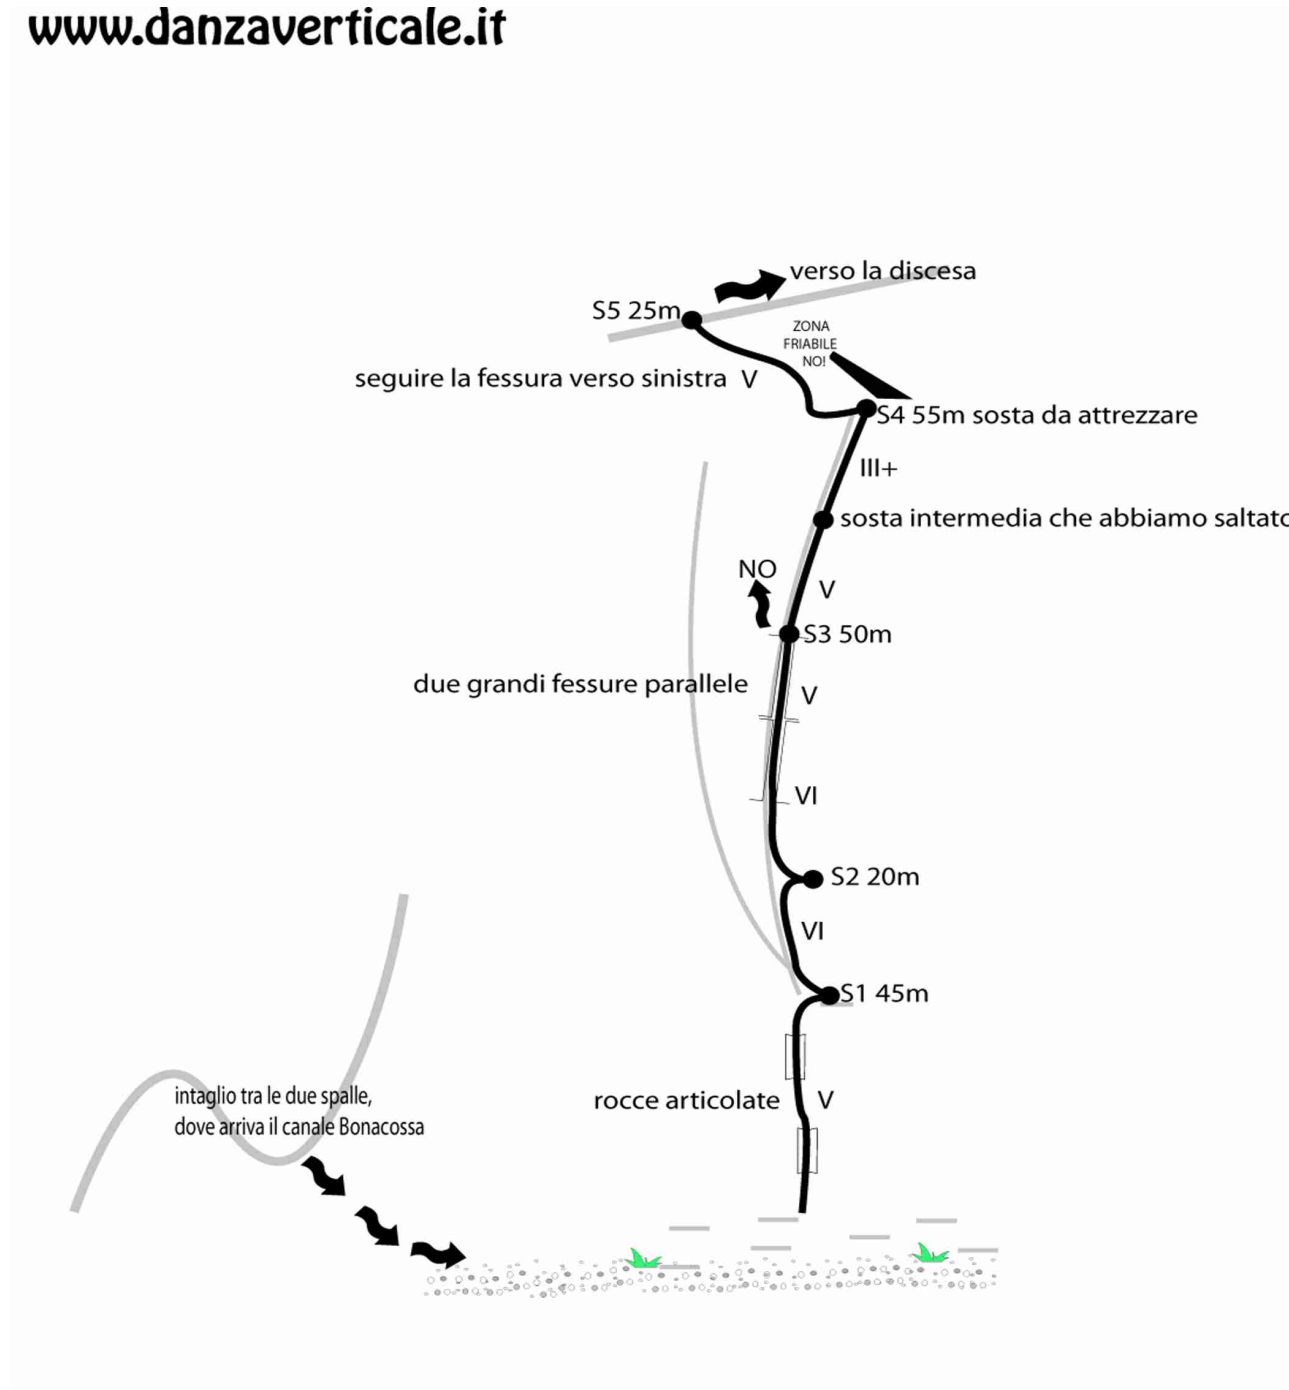 www.danzaverticale.it
verso la discesa
S5 25m
ZONA
FRIABILE
NO!
seguire la fessura verso sinistra V
S4 55m sosta da attrezzare
III+
sosta intermedia che abbiamo saltato
NO
V
S3 50m
due grandi fessure parallele
V
VI
S2 20m
VI
S1 45m
intaglio tra le due spalle,
dove arriva il canale Bonacossa
rocce articolate V